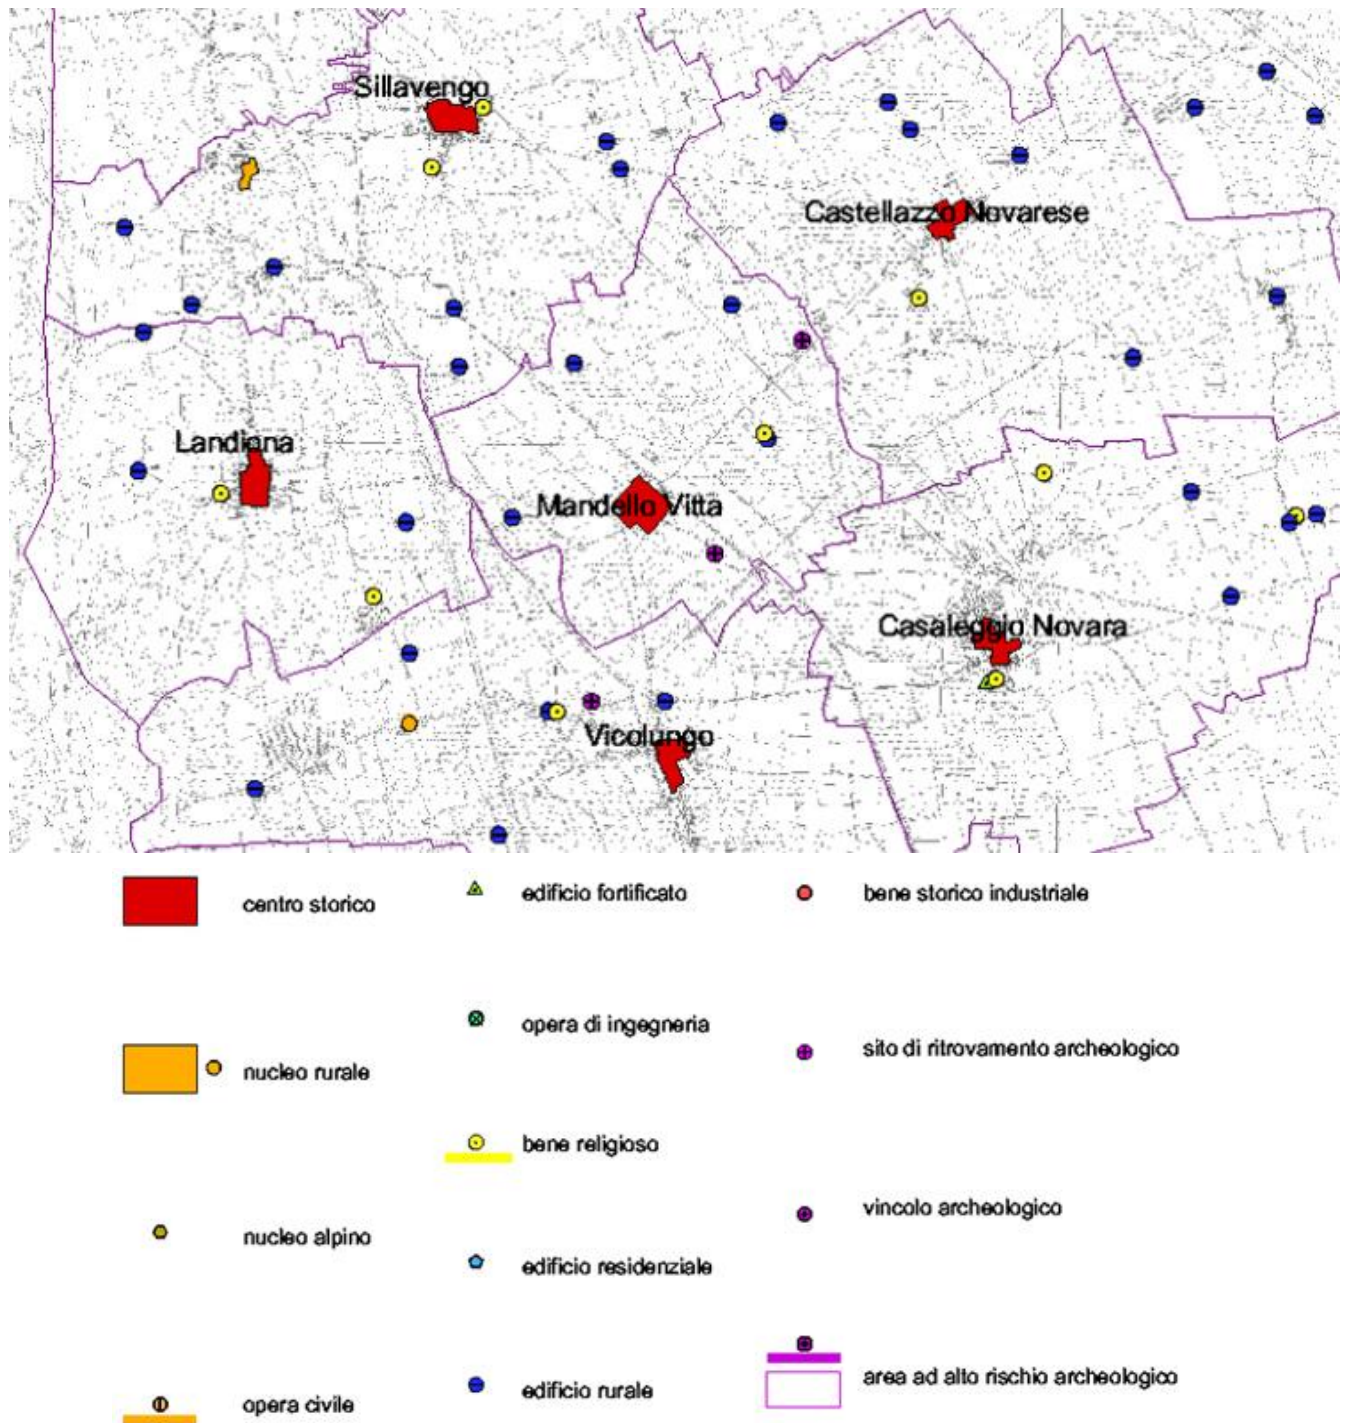 Sillavengo
Castellazzo Novarese
Landiona
Mandello Vitta
Casaleggio Novara
Vicolungo
centro storico
edificio fortificato
bene storico industriale
opera di ingegneria
sito di ritrovamento archeologico
nucleo rurale
bene religioso
vincolo archeologico
nucleo alpino
edificio residenziale
area ad alto rischio archeologico
edificio rurale
opera civile